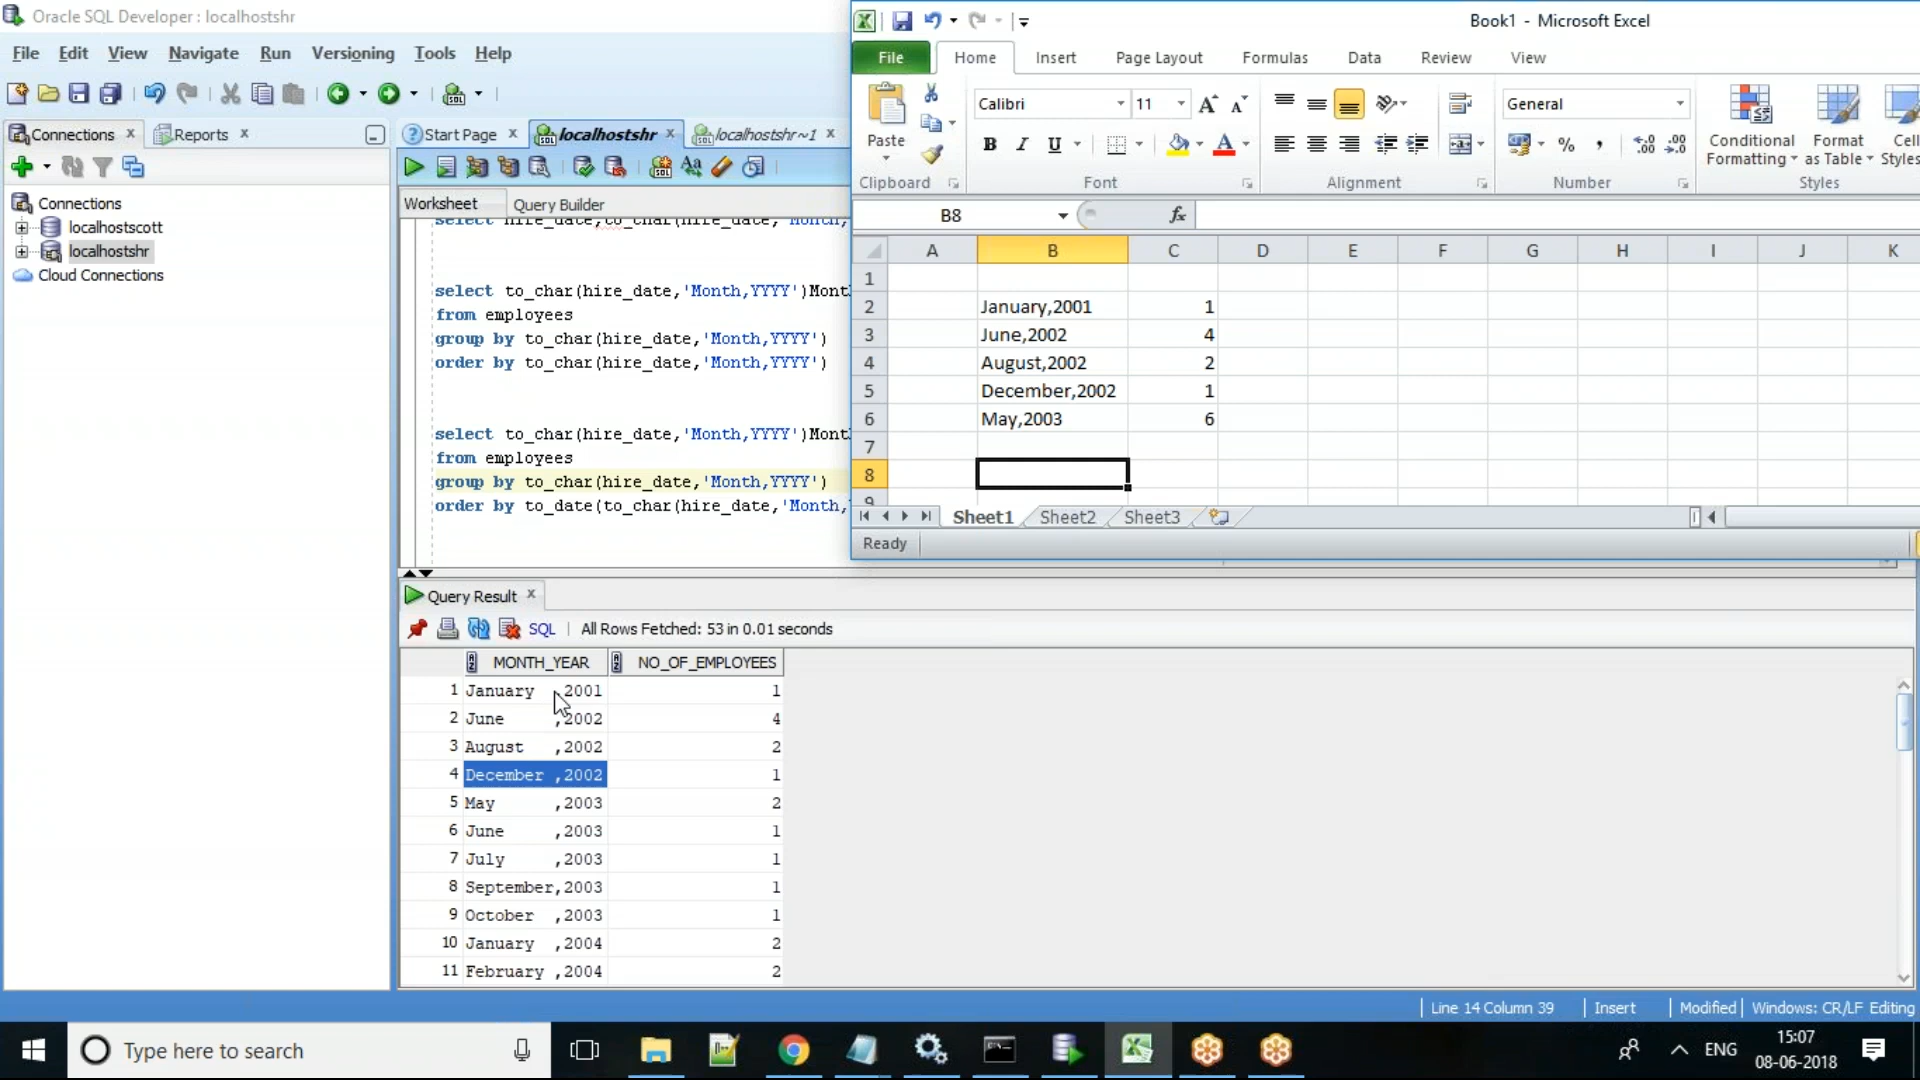 Oracle SQL Developer : localhostshr
File Edit View Navigate Run Versioning Tools Help
Connections x Reports x
Connections
localhostscott
localhostshr
Cloud Connections
Start Page x localhostshr x localhostshr~1 x
Worksheet Query Builder
select hire_date,to_char(hire_date,'Month,
select to_char(hire_date,'Month,YYYY')Mont
from employees
group by to_char(hire_date,'Month,YYYY')
order by to_char(hire_date,'Month,YYYY')
select to_char(hire_date,'Month,YYYY')Mont
from employees
group by to_char(hire_date,'Month,YYYY')
order by to_date(to_char(hire_date,'Month,
Query Result x
SQL | All Rows Fetched: 53 in 0.01 seconds
MONTH_YEAR NO_OF_EMPLOYEES
1 January ,2001 1
2 June ,2002 4
3 August ,2002 2
4 December ,2002 1
5 May ,2003 2
6 June ,2003 1
7 July ,2003 1
8 September,2003 1
9 October ,2003 1
10 January ,2004 2
11 February ,2004 2
Line 14 Column 39 Insert Modified Windows: CR/LF Editing
Book1 - Microsoft Excel
File Home Insert Page Layout Formulas Data Review View
Paste
Calibri 11
B I U
General
% ,
Conditional Formatting
Format as Table
Cell Styles
Clipboard Font Alignment Number Styles
B8 fx
A B C D E F G H I J K
1
2 January,2001 1
3 June,2002 4
4 August,2002 2
5 December,2002 1
6 May,2003 6
7
8
9
Sheet1 Sheet2 Sheet3
Ready
Type here to search
ENG
15:07
08-06-2018